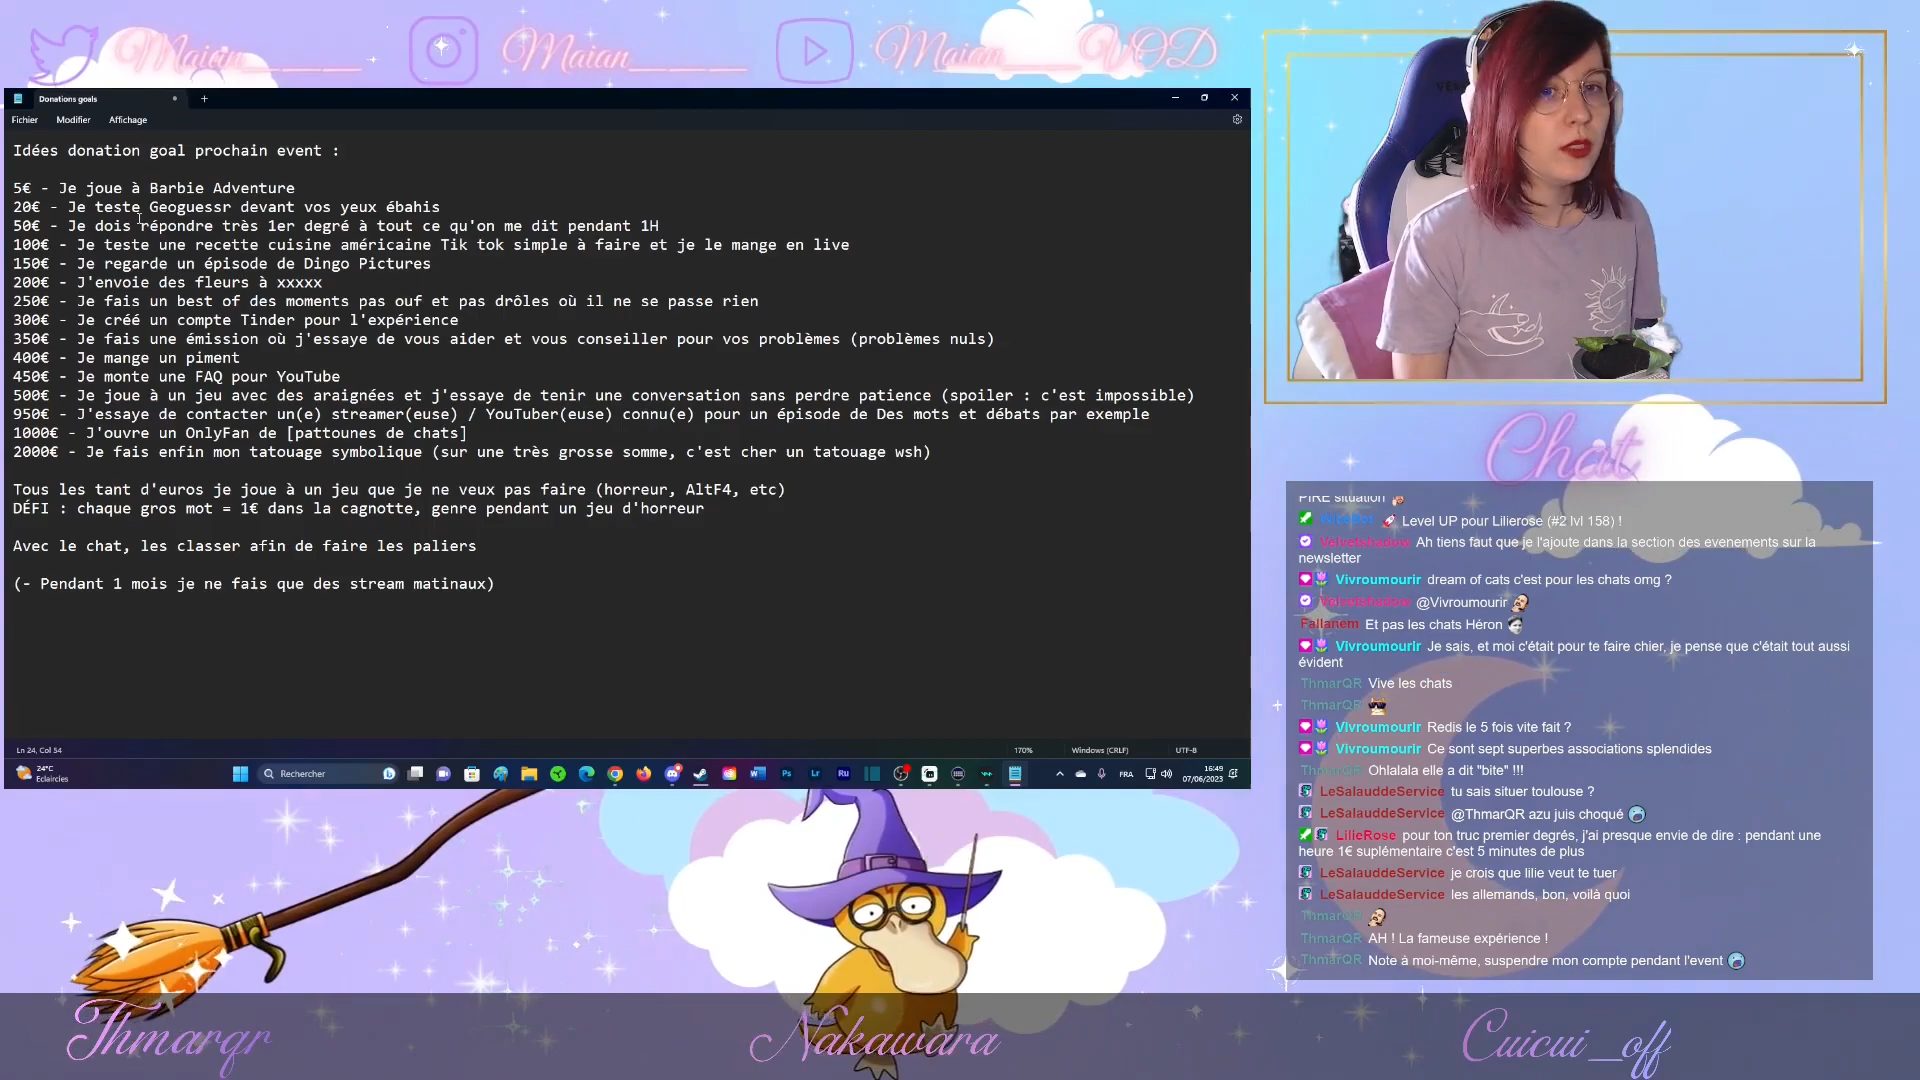 Maian_____
Maian_____
Maian____VOD
Donations goals
Fichier Modifier Affichage
Idées donation goal prochain event :
5€ - Je joue à Barbie Adventure
20€ - Je teste Geoguessr devant vos yeux ébahis
50€ - Je dois répondre très 1er degré à tout ce qu'on me dit pendant 1H
100€ - Je teste une recette cuisine américaine Tik tok simple à faire et je le mange en live
150€ - Je regarde un épisode de Dingo Pictures
200€ - J'envoie des fleurs à xxxxx
250€ - Je fais un best of des moments pas ouf et pas drôles où il ne se passe rien
300€ - Je créé un compte Tinder pour l'expérience
350€ - Je fais une émission où j'essaye de vous aider et vous conseiller pour vos problèmes (problèmes nuls)
400€ - Je mange un piment
450€ - Je monte une FAQ pour YouTube
500€ - Je joue à un jeu avec des araignées et j'essaye de tenir une conversation sans perdre patience (spoiler : c'est impossible)
950€ - J'essaye de contacter un(e) streamer(euse) / YouTuber(euse) connu(e) pour un épisode de Des mots et débats par exemple
1000€ - J'ouvre un OnlyFan de [pattounes de chats]
2000€ - Je fais enfin mon tatouage symbolique (sur une très grosse somme, c'est cher un tatouage wsh)
Tous les tant d'euros je joue à un jeu que je ne veux pas faire (horreur, AltF4, etc)
DÉFI : chaque gros mot = 1€ dans la cagnotte, genre pendant un jeu d'horreur
Avec le chat, les classer afin de faire les paliers
(- Pendant 1 mois je ne fais que des stream matinaux)
Ln 24, Col 54 170% Windows (CRLF) UTF-8
24°C
Eclaircies
Rechercher
FRA
16:49
07/06/2023
Chat
PIRE situation
Level UP pour Lilierose (#2 lvl 158) !
Velvetshadow Ah tiens faut que je l'ajoute dans la section des evenements sur la
newsletter
Vivroumourir dream of cats c'est pour les chats omg ?
Velvetshadow @Vivroumourir
Fallanem Et pas les chats Héron
Vivroumourir Je sais, et moi c'était pour te faire chier, je pense que c'était tout aussi
évident
ThmarQR Vive les chats
ThmarQR
Vivroumourir Redis le 5 fois vite fait ?
Vivroumourir Ce sont sept superbes associations splendides
ThmarQR Ohlalala elle a dit "bite" !!!
LeSalauddeService tu sais situer toulouse ?
LeSalauddeService @ThmarQR azu juis choqué
LilieRose pour ton truc premier degrés, j'ai presque envie de dire : pendant une
heure 1€ suplémentaire c'est 5 minutes de plus
LeSalauddeService je crois que lilie veut te tuer
LeSalauddeService les allemands, bon, voilà quoi
ThmarQR
ThmarQR AH ! La fameuse expérience !
ThmarQR Note à moi-même, suspendre mon compte pendant l'event
Thmarqr
Nakawara
Cuicui_off